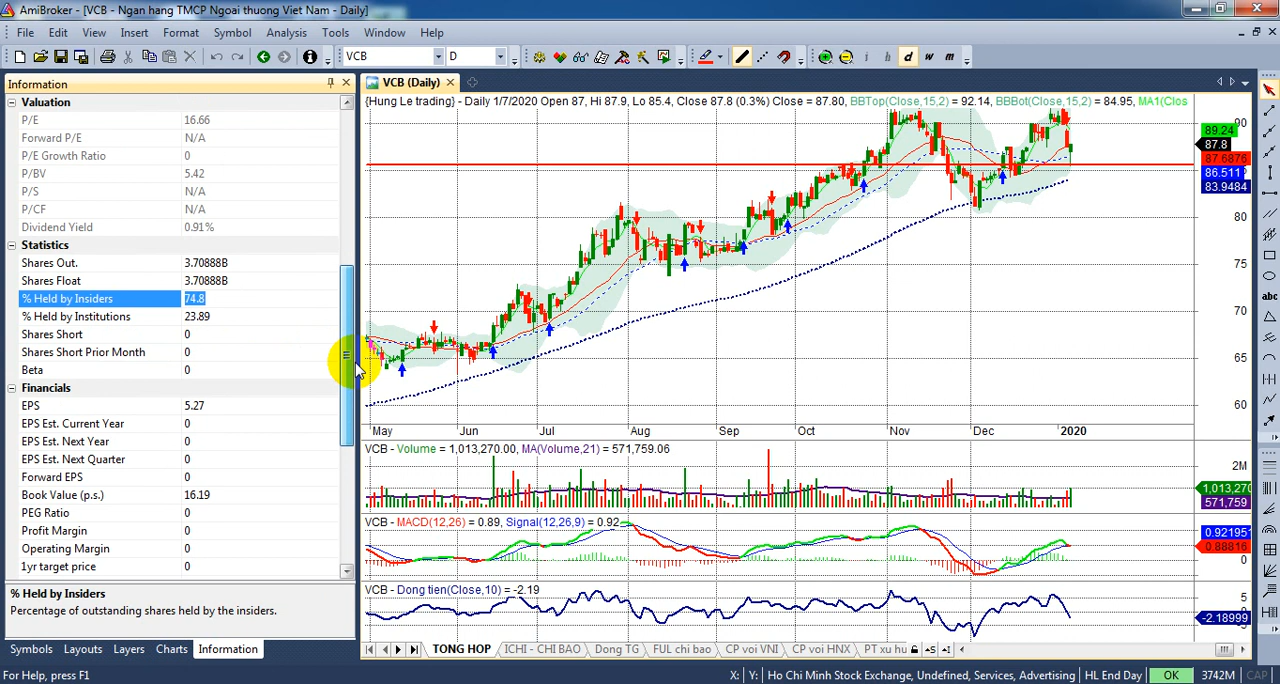 AmiBroker - [VCB - Ngan hang TMCP Ngoai thuong Viet Nam - Daily]
File Edit View Insert Format Symbol Analysis Tools Window Help
VCB D i h d w m
Information
VCB (Daily)
Valuation
P/E 16.66
Forward P/E N/A
P/E Growth Ratio 0
P/BV 5.42
P/S N/A
P/CF N/A
Dividend Yield 0.91%
Statistics
Shares Out. 3.70888B
Shares Float 3.70888B
% Held by Insiders 74.8
% Held by Institutions 23.89
Shares Short 0
Shares Short Prior Month 0
Beta 0
Financials
EPS 5.27
EPS Est. Current Year 0
EPS Est. Next Year 0
EPS Est. Next Quarter 0
Forward EPS 0
Book Value (p.s.) 16.19
PEG Ratio 0
Profit Margin 0
Operating Margin 0
1yr target price 0
% Held by Insiders
Percentage of outstanding shares held by the insiders.
Symbols Layouts Layers Charts Information
{Hung Le trading} - Daily 1/7/2020 Open 87, Hi 87.9, Lo 85.4, Close 87.8 (0.3%) Close = 87.80, BBTop(Close,15,2) = 92.14, BBBot(Close,15,2) = 84.95, MA1(Clos
90
89.24
87.8
87.6876
86.511
83.9484
80
75
70
65
60
May Jun Jul Aug Sep Oct Nov Dec 2020
VCB - Volume = 1,013,270.00, MA(Volume,21) = 571,759.06
2M
1,013,270
571,759
VCB - MACD(12,26) = 0.89, Signal(12,26,9) = 0.92
0.921951
0.88816
0
VCB - Dong tien(Close,10) = -2.19
5
-2.18999
TONG HOP ICHI - CHI BAO Dong TG FUL chi bao CP voi VNI CP voi HNX PT xu hu
abc
For Help, press F1
X: Y: Ho Chi Minh Stock Exchange, Undefined, Services, Advertising HL End Day OK 3742M CAP